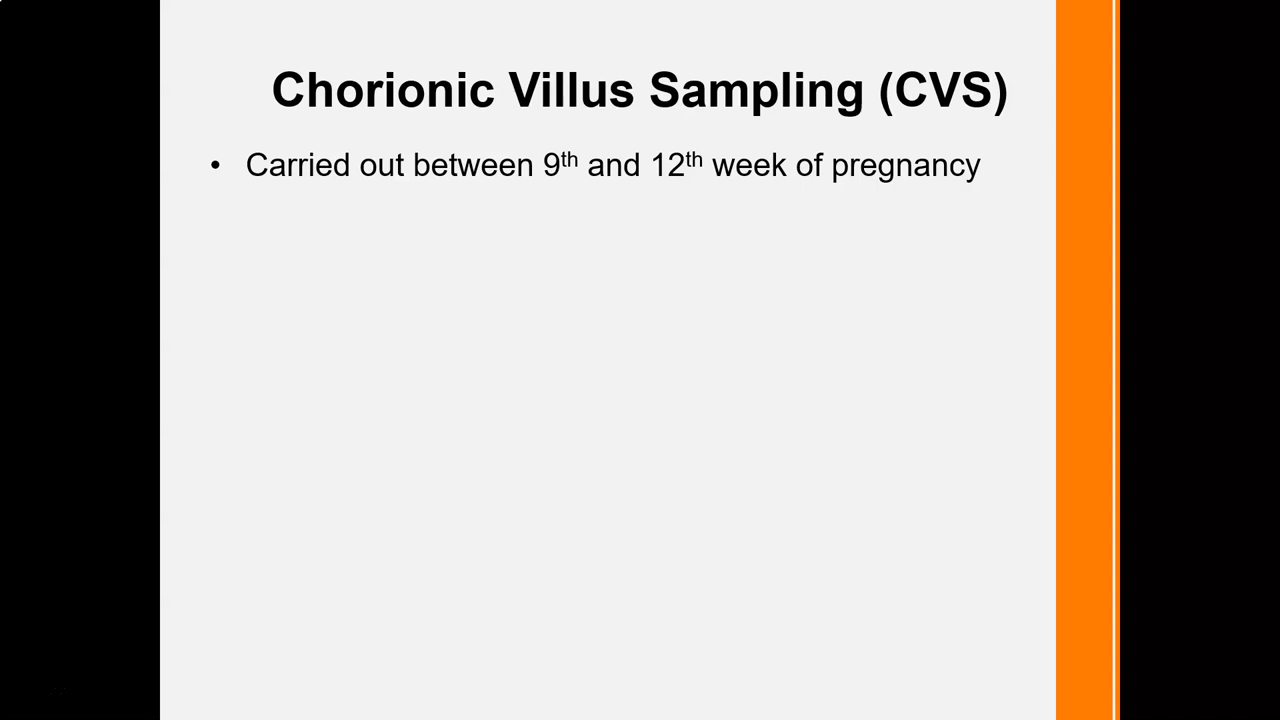 Chorionic Villus Sampling (CVS)
• Carried out between 9th and 12th week of pregnancy